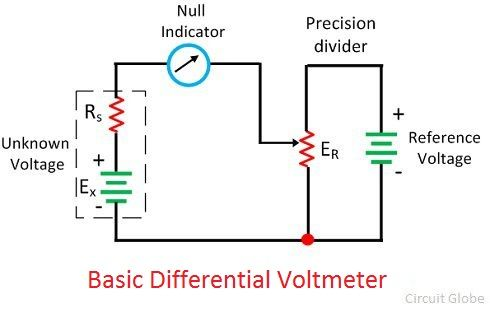 Null
Indicator
Precision
divider
Rs
Unknown
Voltage
+
Ex
-
ER
+
Reference
Voltage
-
Basic Differential Voltmeter
Circuit Globe